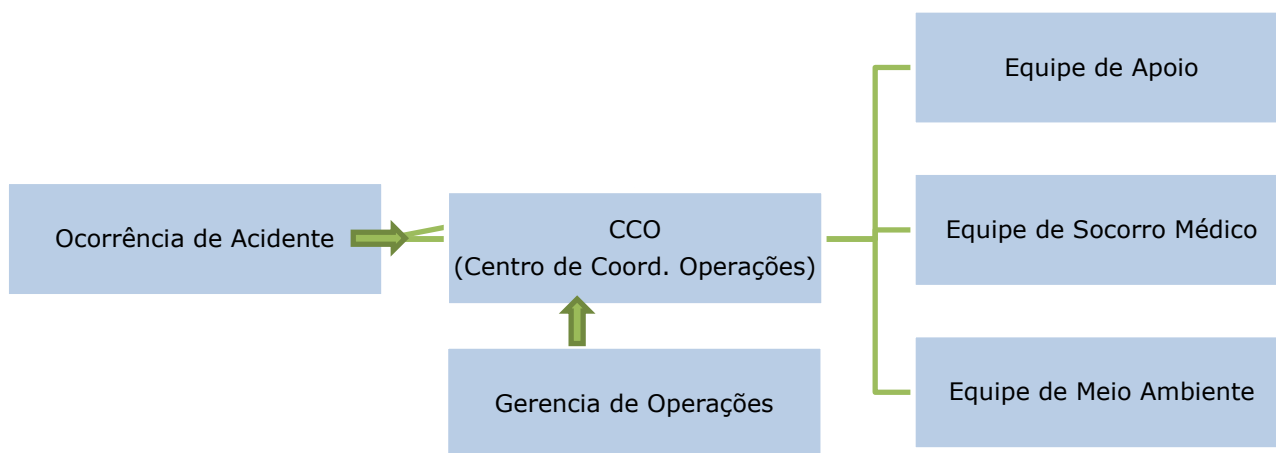 Ocorrência de Acidente
CCO
(Centro de Coord. Operações)
Gerencia de Operações
Equipe de Apoio
Equipe de Socorro Médico
Equipe de Meio Ambiente